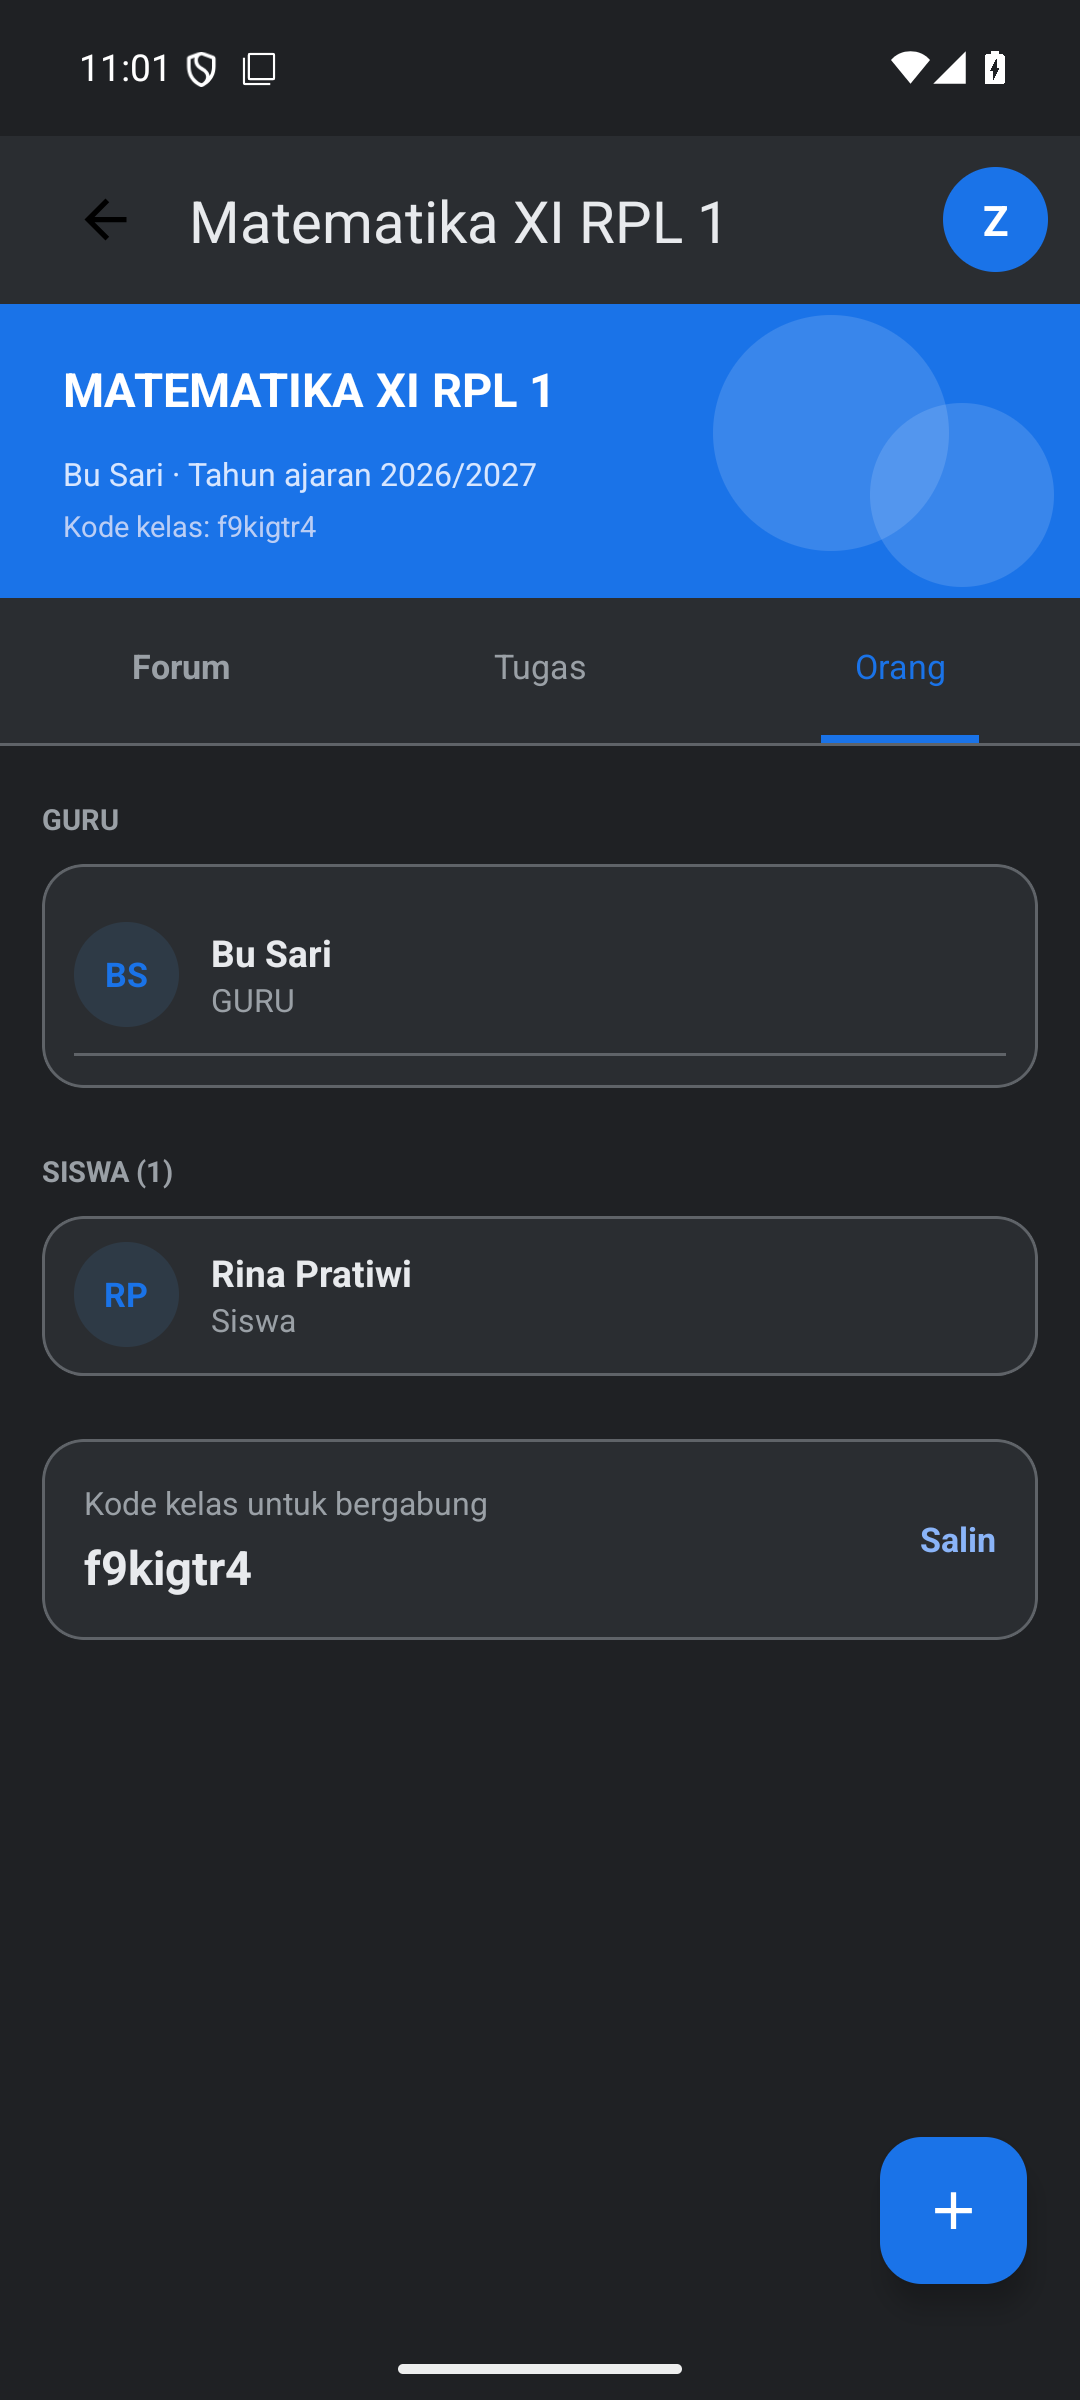 11:01
Matematika XI RPL 1
Z
MATEMATIKA XI RPL 1
Bu Sari · Tahun ajaran 2026/2027
Kode kelas: f9kigtr4
Forum
Tugas
Orang
GURU
BS
Bu Sari
GURU
SISWA (1)
RP
Rina Pratiwi
Siswa
Kode kelas untuk bergabung
f9kigtr4
Salin